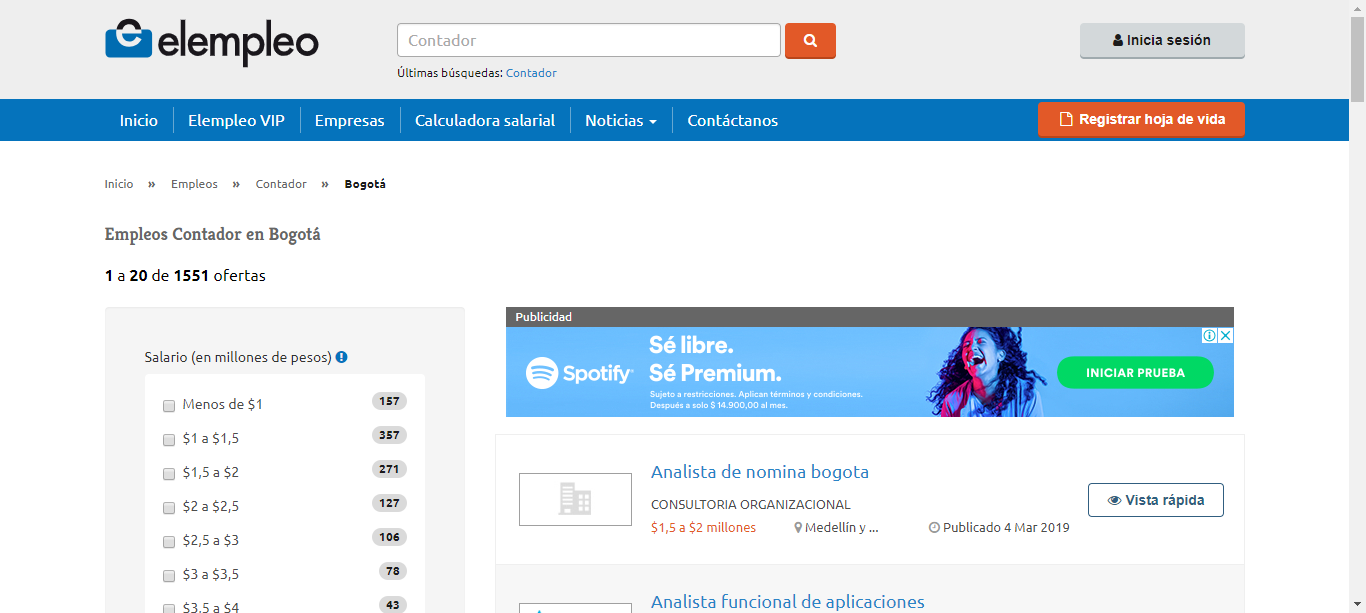 elempleo
Contador
Inicia sesión
Últimas búsquedas: Contador
Inicio Elempleo VIP Empresas Calculadora salarial Noticias Contáctanos Registrar hoja de vida
Inicio » Empleos » Contador » Bogotá
Empleos Contador en Bogotá
1 a 20 de 1551 ofertas
Salario (en millones de pesos)
Menos de $1 157
$1 a $1,5 357
$1,5 a $2 271
$2 a $2,5 127
$2,5 a $3 106
$3 a $3,5 78
$3,5 a $4 43
Publicidad
Spotify
Sé libre.
Sé Premium.
Sujeto a restricciones. Aplican términos y condiciones.
Después a solo $ 14.900,00 al mes.
INICIAR PRUEBA
Analista de nomina bogota
CONSULTORIA ORGANIZACIONAL
$1,5 a $2 millones Medellín y ... Publicado 4 Mar 2019
Vista rápida
Analista funcional de aplicaciones